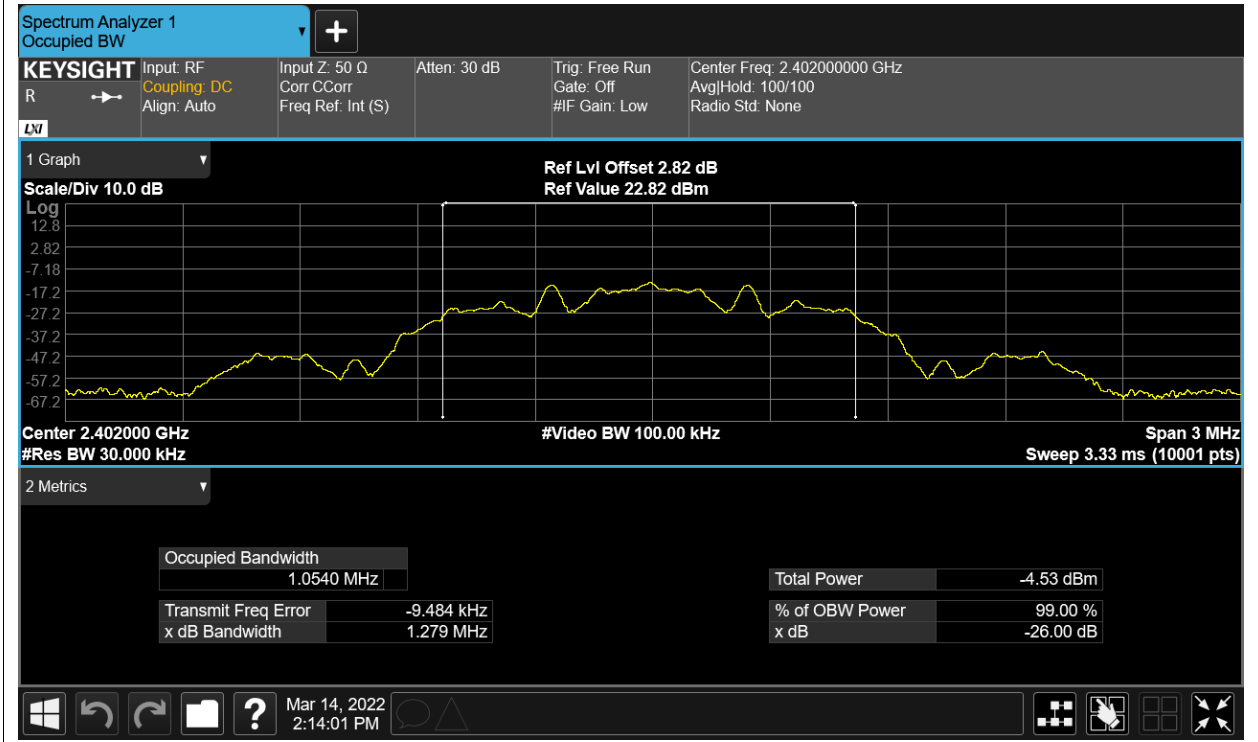 Spectrum Analyzer 1
Occupied BW
KEYSIGHT
R
LXI
Input: RF
Coupling: DC
Align: Auto
Input Z: 50 Ω
Corr CCorr
Freq Ref: Int (S)
Atten: 30 dB
Trig: Free Run
Gate: Off
#IF Gain: Low
Center Freq: 2.402000000 GHz
Avg|Hold: 100/100
Radio Std: None
1 Graph
Scale/Div 10.0 dB
Ref Lvl Offset 2.82 dB
Ref Value 22.82 dBm
Log
12.8
2.82
-7.18
-17.2
-27.2
-37.2
-47.2
-57.2
-67.2
Center 2.402000 GHz
#Video BW 100.00 kHz
Span 3 MHz
#Res BW 30.000 kHz
Sweep 3.33 ms (10001 pts)
2 Metrics
Occupied Bandwidth
1.0540 MHz
Total Power -4.53 dBm
Transmit Freq Error -9.484 kHz
% of OBW Power 99.00 %
x dB Bandwidth 1.279 MHz
x dB -26.00 dB
?
Mar 14, 2022
2:14:01 PM